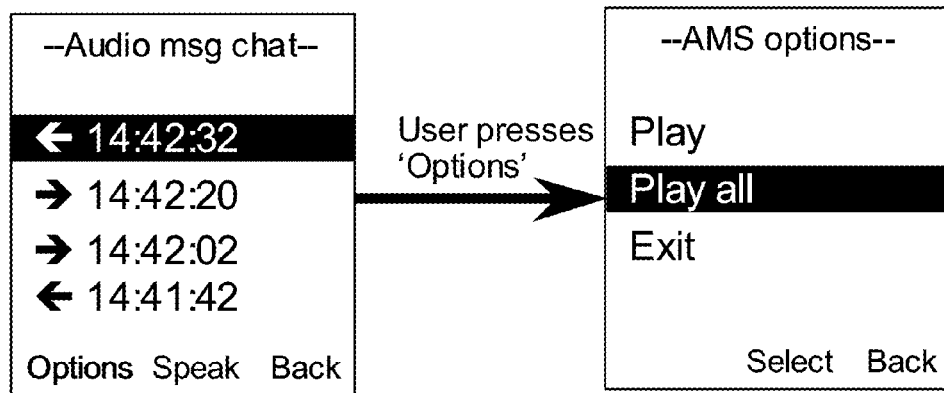 --Audio msg chat--
← 14:42:32
→ 14:42:20
→ 14:42:02
← 14:41:42
Options Speak Back
User presses
‘Options’
--AMS options--
Play
Play all
Exit
Select Back